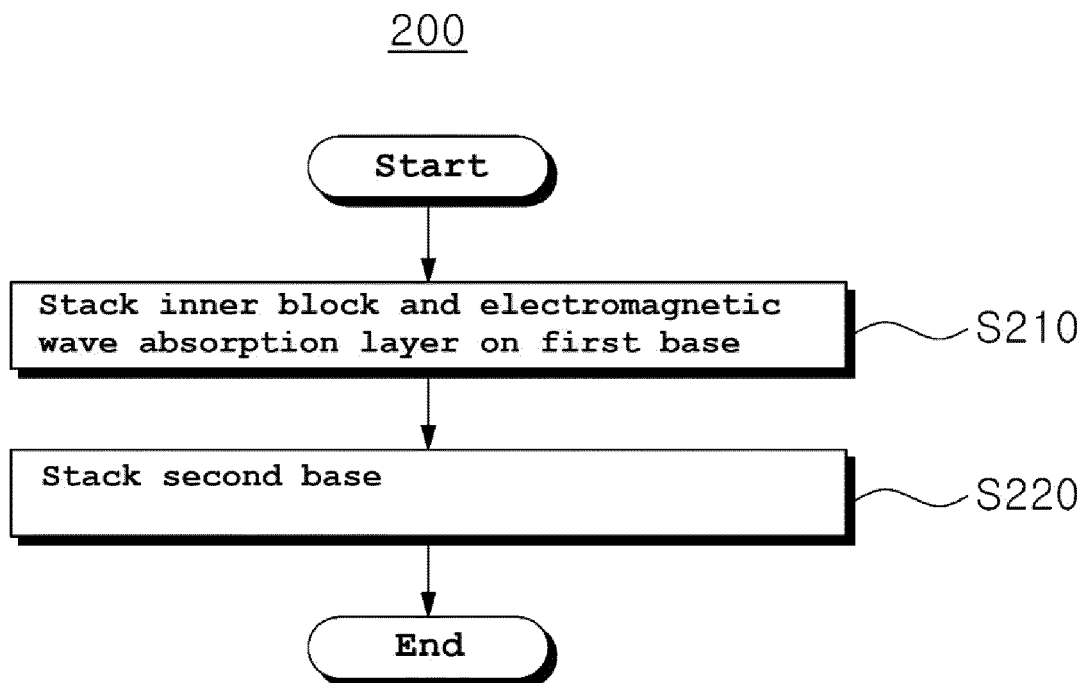 200
Start
Stack inner block and electromagnetic
wave absorption layer on first base
S210
Stack second base
S220
End